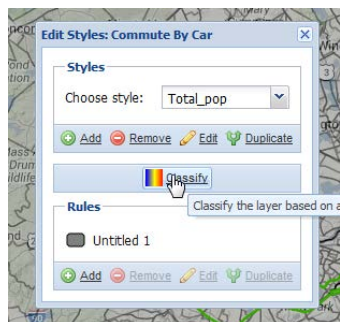 Edit Styles: Commute By Car
Styles
Choose style: Total_pop
Add Remove Edit Duplicate
Classify
Classify the layer based on a
Rules
Untitled 1
Add Remove Edit Duplicate
3